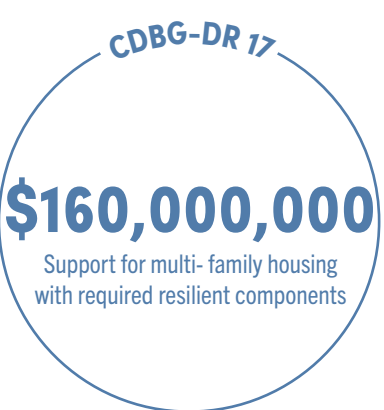 CDBG-DR 17
$160,000,000
Support for multi- family housing
with required resilient components